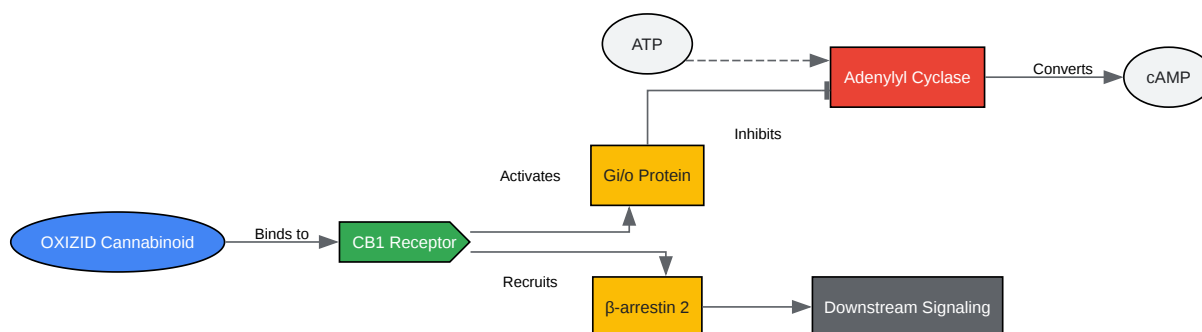 ATP
Adenylyl Cyclase
Converts
cAMP
Inhibits
Activates
Gi/o Protein
OXIZID Cannabinoid
Binds to
CB1 Receptor
Recruits
β-arrestin 2
Downstream Signaling